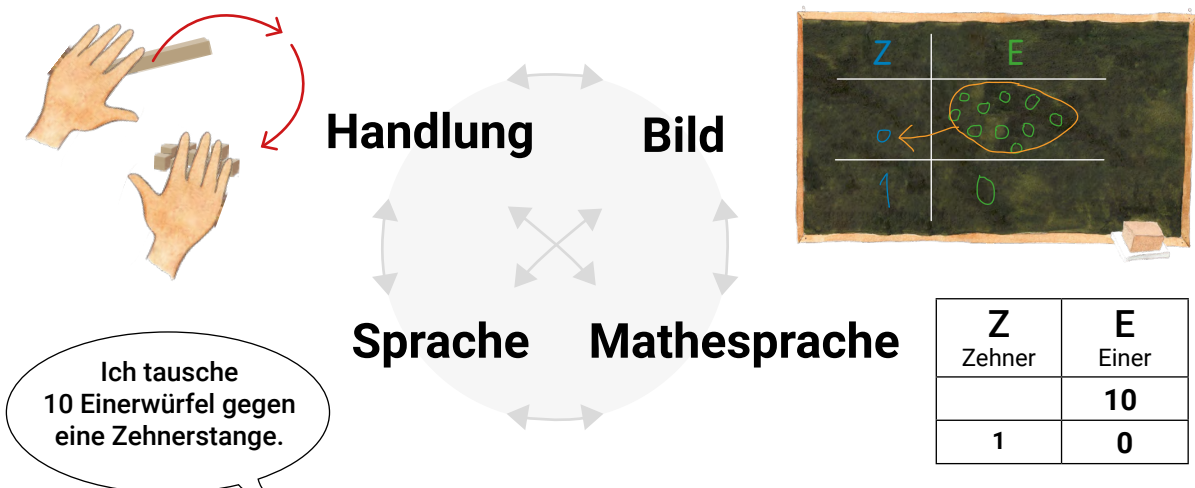 Handlung
Bild
Z E
1 0
Sprache
Mathesprache
Ich tausche
10 Einerwürfel gegen
eine Zehnerstange.
Z E
Zehner Einer
10
1 0